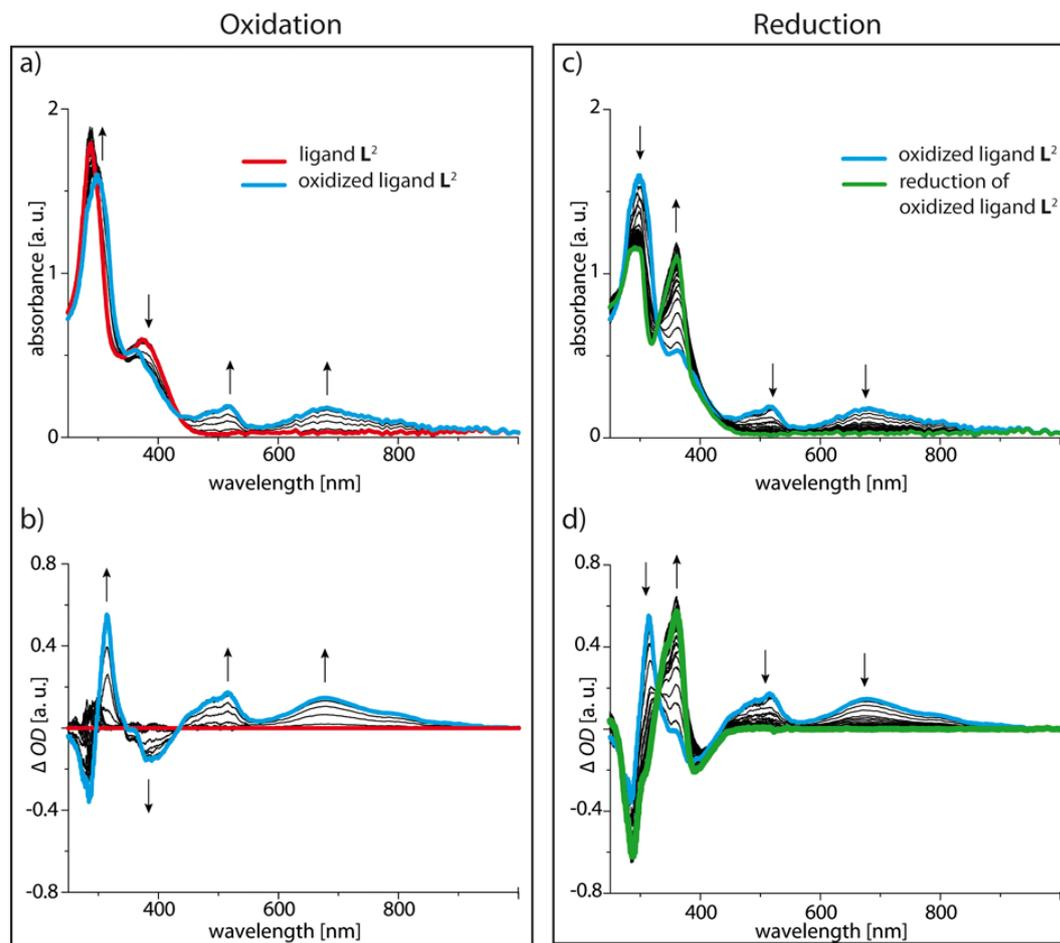 Oxidation
a)
2
1
0
absorbance [a. u.]
ligand L²
oxidized ligand L²
400 600 800
wavelength [nm]
b)
0.8
0.4
0
-0.4
-0.8
Δ OD [a. u.]
400 600 800
wavelength [nm]
Reduction
c)
2
1
0
absorbance [a. u.]
oxidized ligand L²
reduction of
oxidized ligand L²
400 600 800
wavelength [nm]
d)
0.8
0.4
0
-0.4
-0.8
Δ OD [a. u.]
400 600 800
wavelength [nm]